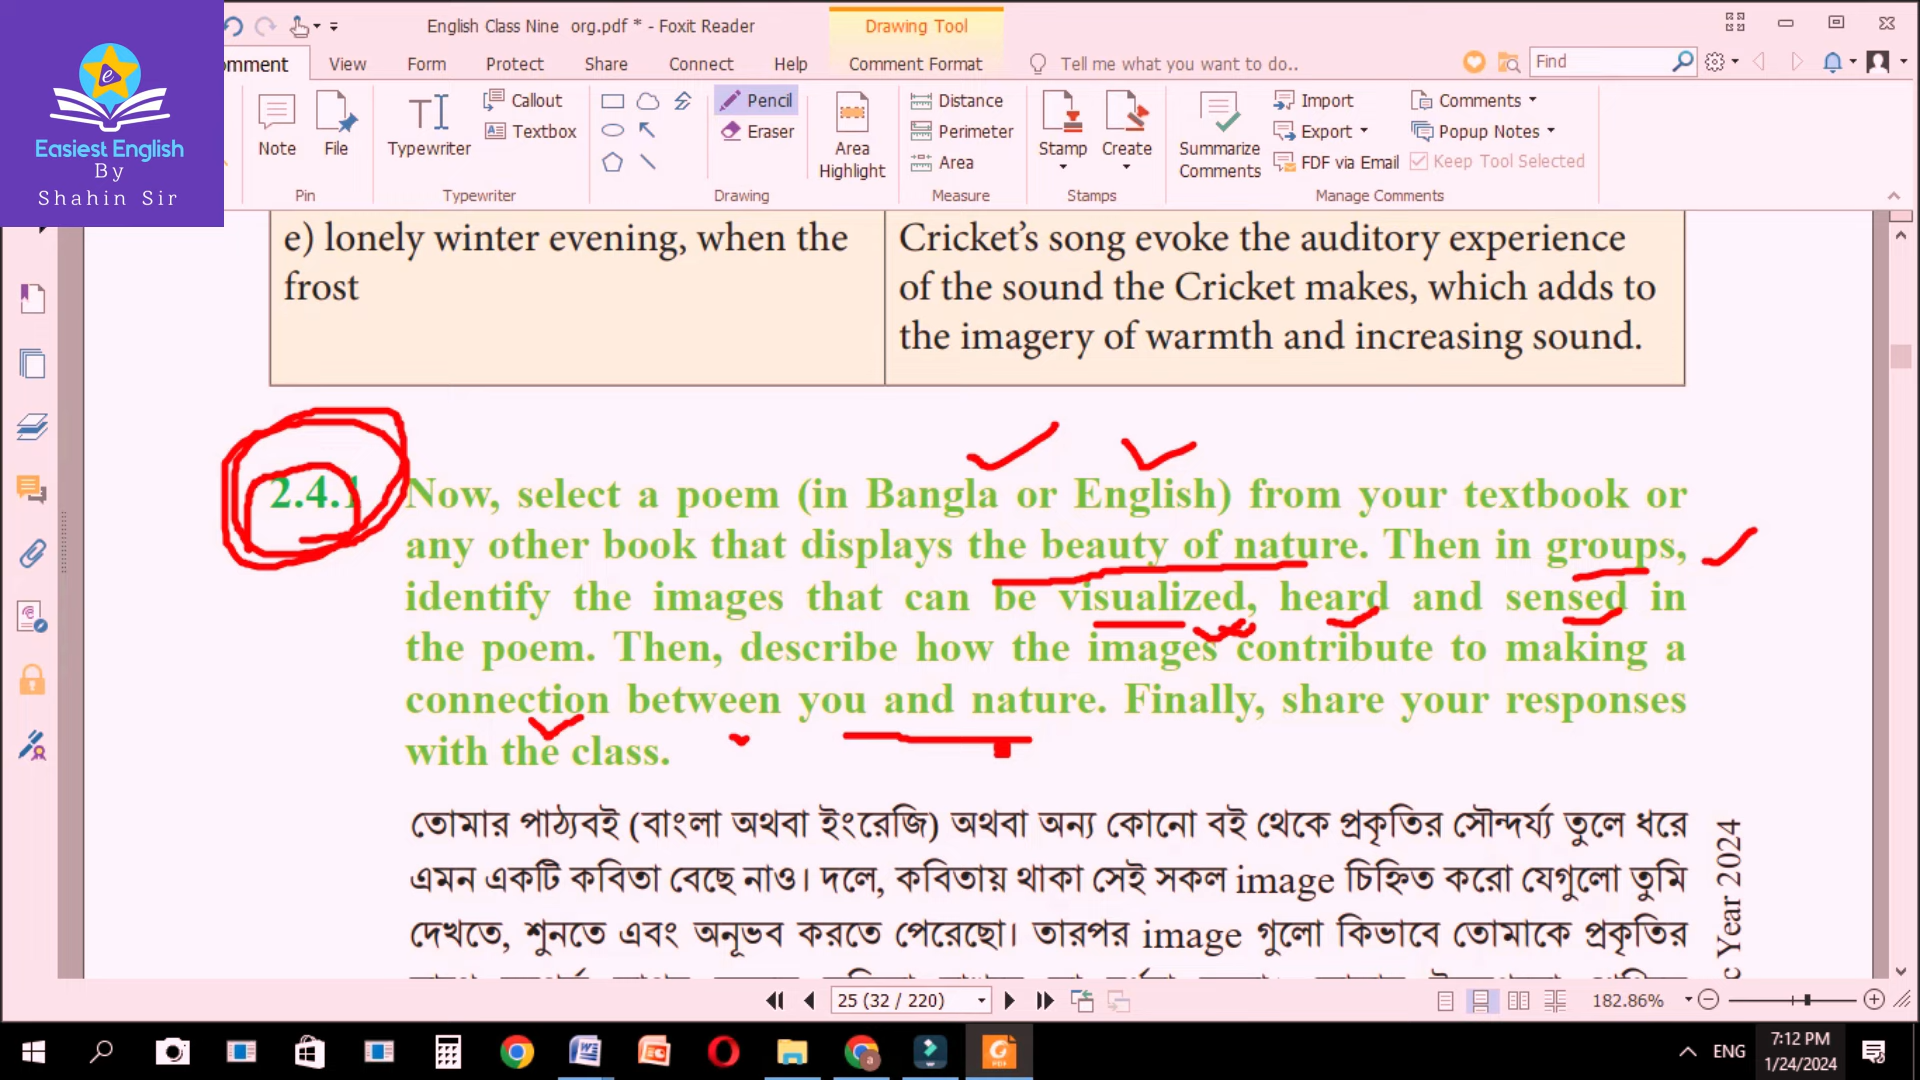 English Class Nine org.pdf * - Foxit Reader
Drawing Tool
omment View Form Protect Share Connect Help Comment Format Tell me what you want to do.. Find
Easiest English
By
Shahin Sir
Note File Typewriter Callout Textbox Pencil Eraser Area Highlight Distance Perimeter Area Stamp Create Summarize Comments Import Export FDF via Email Comments Popup Notes Keep Tool Selected
Pin Typewriter Drawing Measure Stamps Manage Comments
e) lonely winter evening, when the
frost
Cricket’s song evoke the auditory experience
of the sound the Cricket makes, which adds to
the imagery of warmth and increasing sound.
2.4.1 Now, select a poem (in Bangla or English) from your textbook or
any other book that displays the beauty of nature. Then in groups,
identify the images that can be visualized, heard and sensed in
the poem. Then, describe how the images contribute to making a
connection between you and nature. Finally, share your responses
with the class.
তোমার পাঠ্যবই (বাংলা অথবা ইংরেজি) অথবা অন্য কোনো বই থেকে প্রকৃতির সৌন্দর্য্য তুলে ধরে
এমন একটি কবিতা বেছে নাও। দলে, কবিতায় থাকা সেই সকল image চিহ্নিত করো যেগুলো তুমি
দেখতে, শুনতে এবং অনূভব করতে পেরেছো। তারপর image গুলো কিভাবে তোমাকে প্রকৃতির
c Year 2024
25 (32 / 220)
182.86%
ENG
7:12 PM
1/24/2024